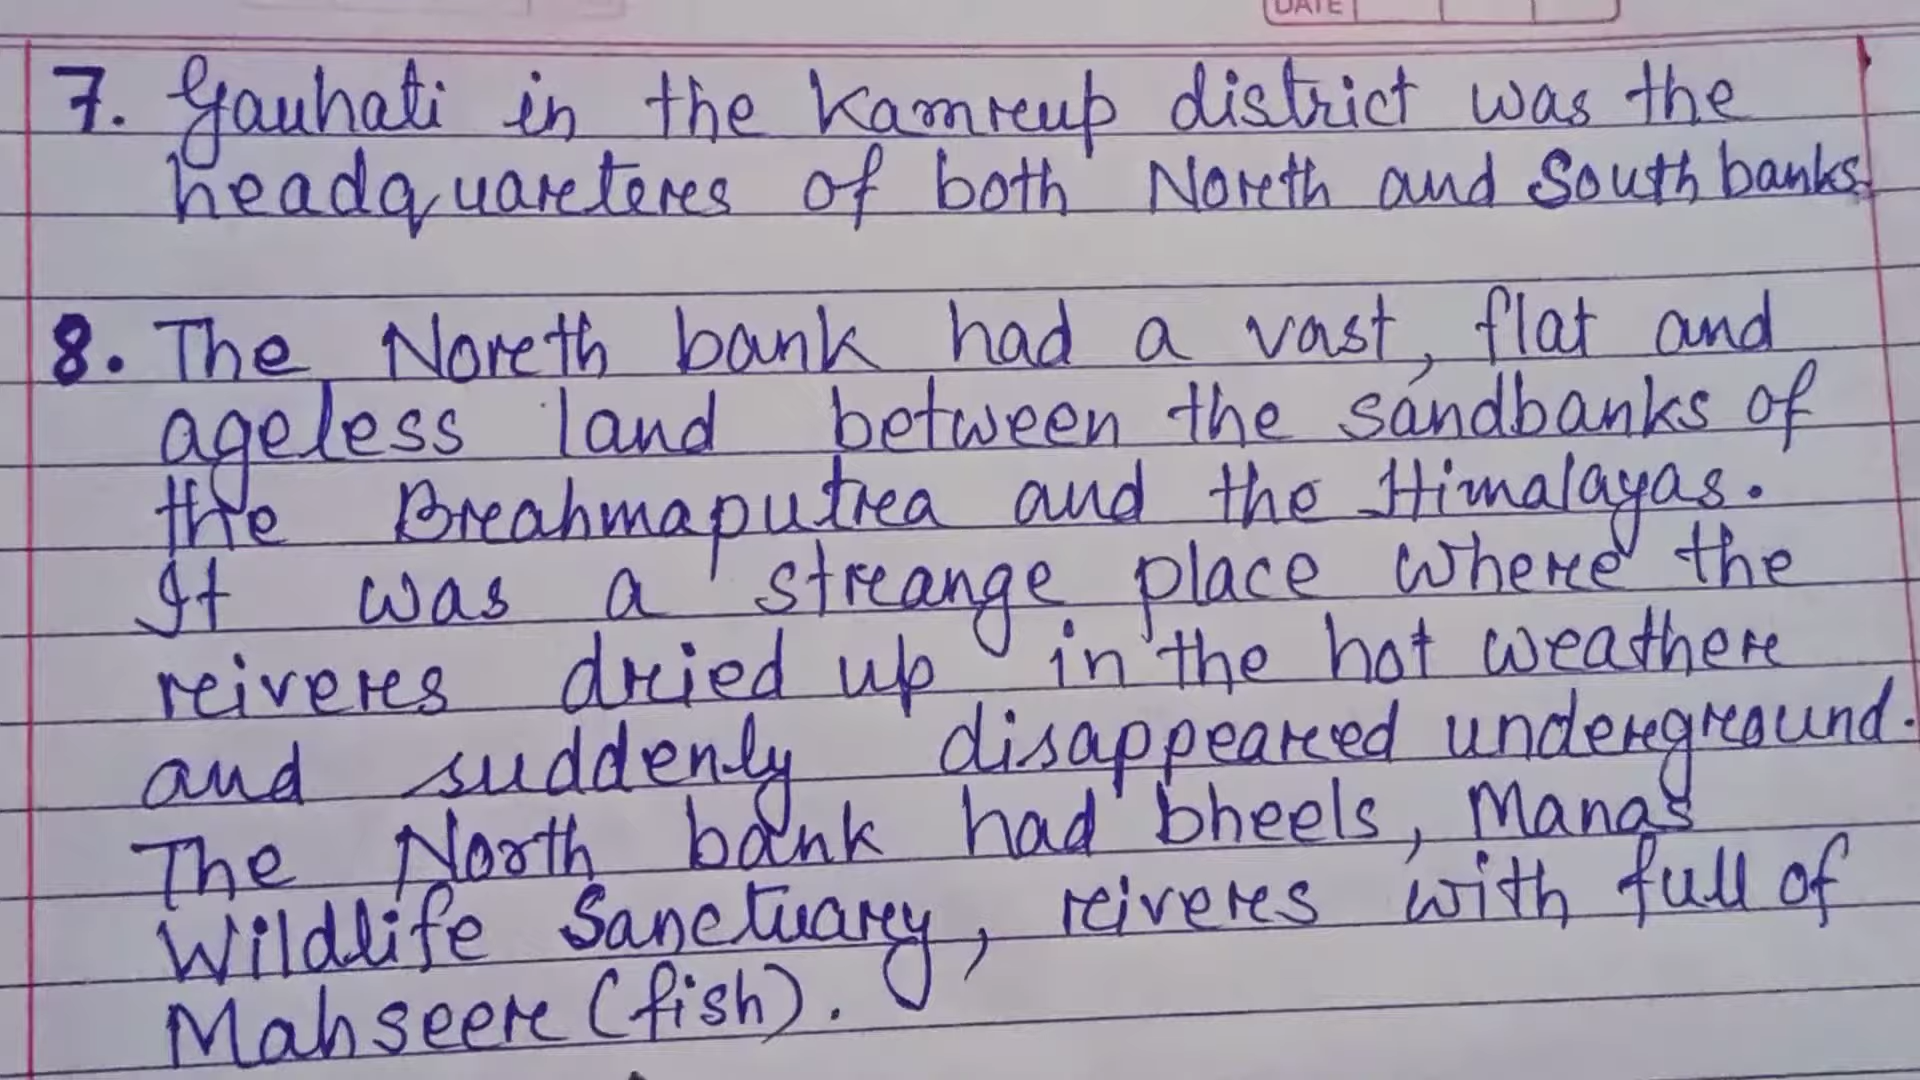 DATE
7. Gauhati in the Kamrup district was the
headquarters of both North and South banks.
8. The North bank had a vast, flat and
ageless land between the sandbanks of
the Brahmaputra and the Himalayas.
It was a strange place where the
rivers dried up in the hot weather
and suddenly disappeared underground.
The North bank had bheels, Manas
Wildlife Sanctuary, rivers with full of
Mahseer (fish).